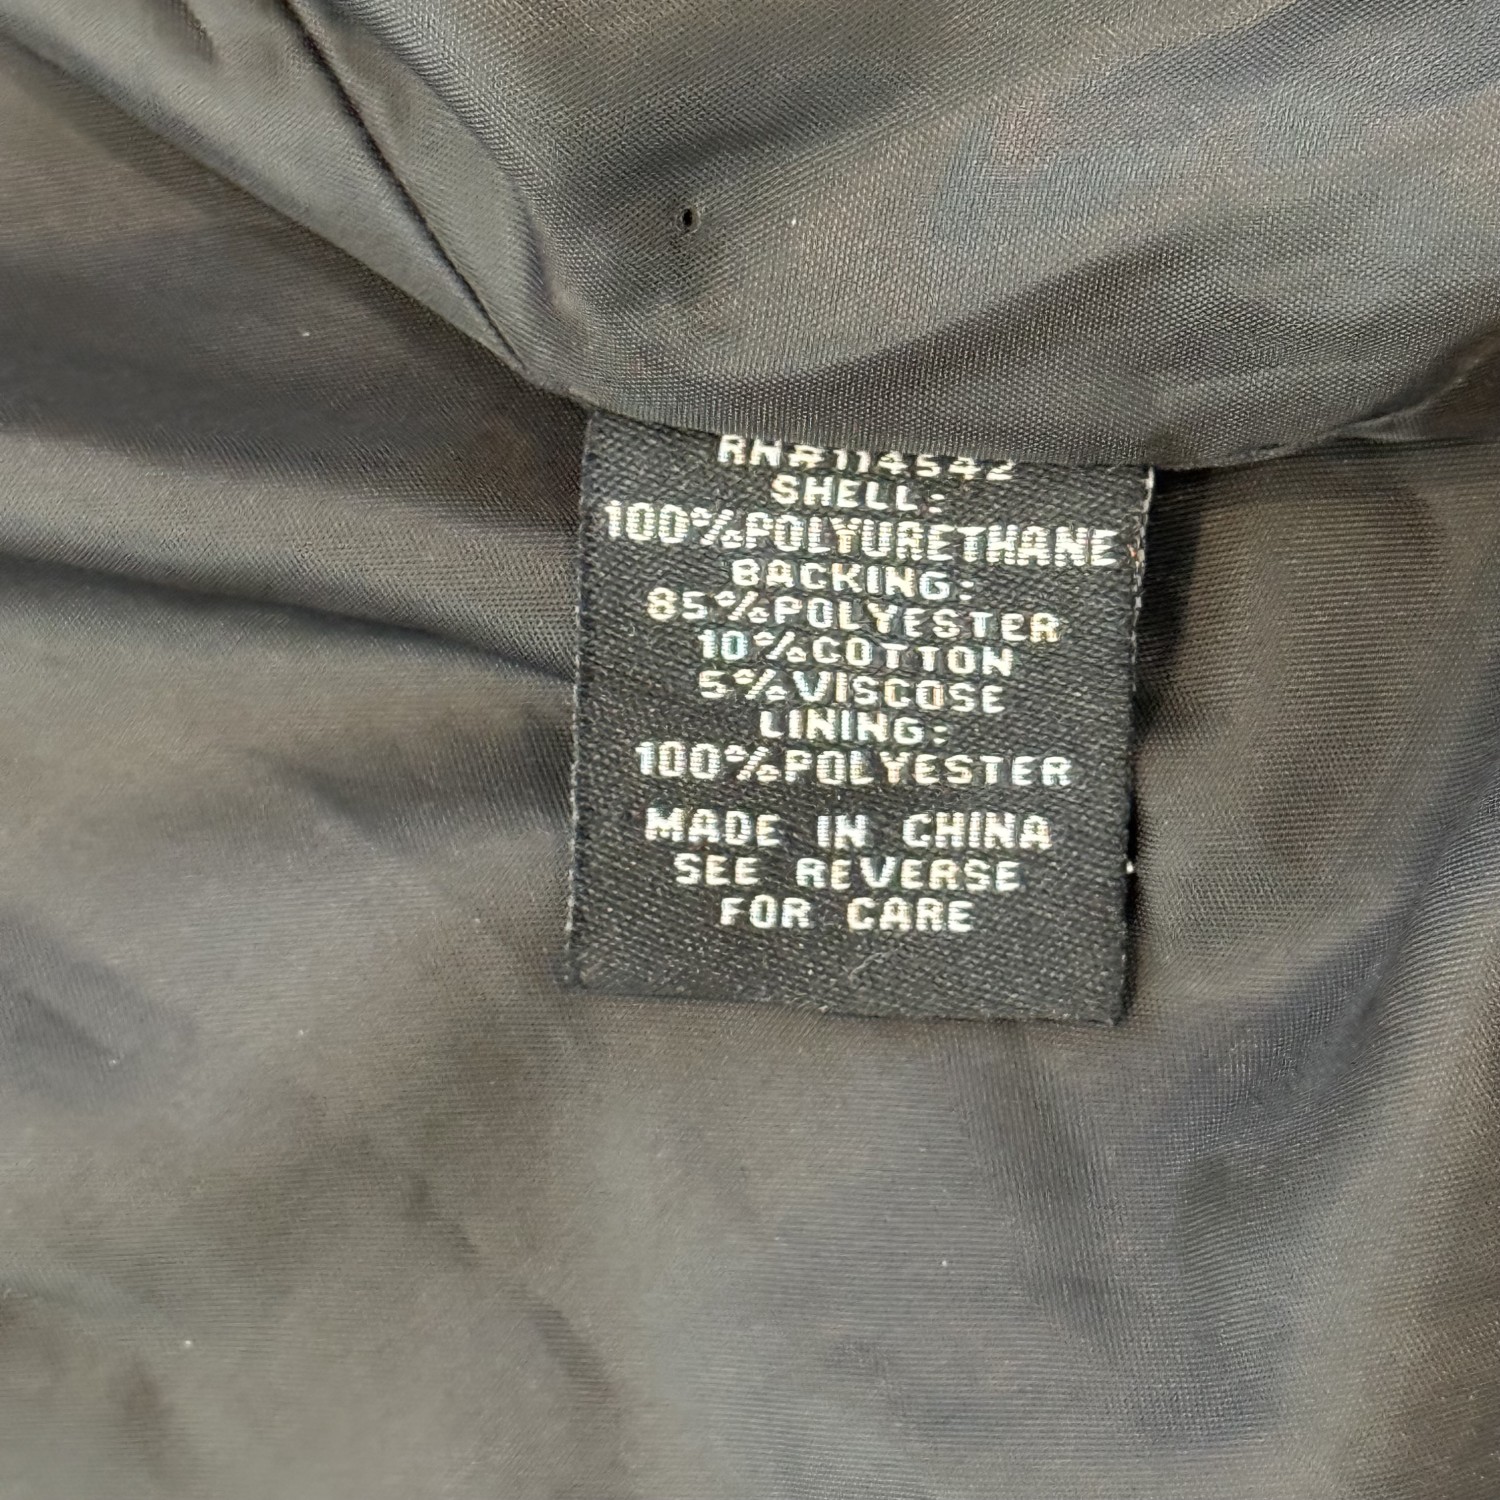 RN#114542
SHELL:
100%POLYURETHANE
BACKING:
85%POLYESTER
10%COTTON
5%VISCOSE
LINING:
100%POLYESTER
MADE IN CHINA
SEE REVERSE
FOR CARE